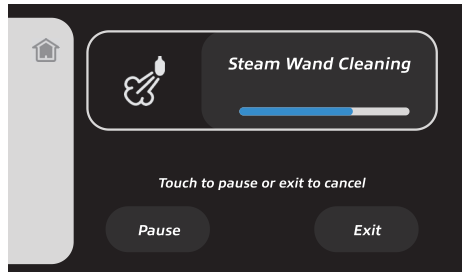 Steam Wand Cleaning
Touch to pause or exit to cancel
Pause
Exit